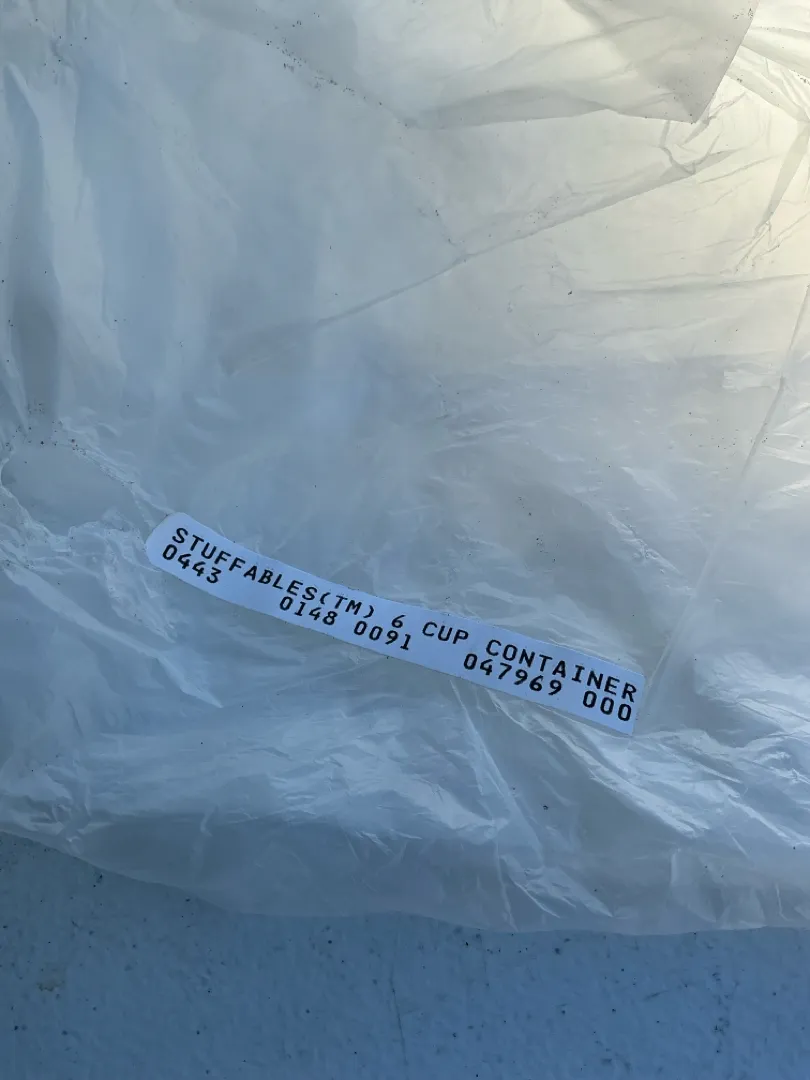 STUFFABLES(TM) 6 CUP CONTAINER
0443 0148 0091 047969 000